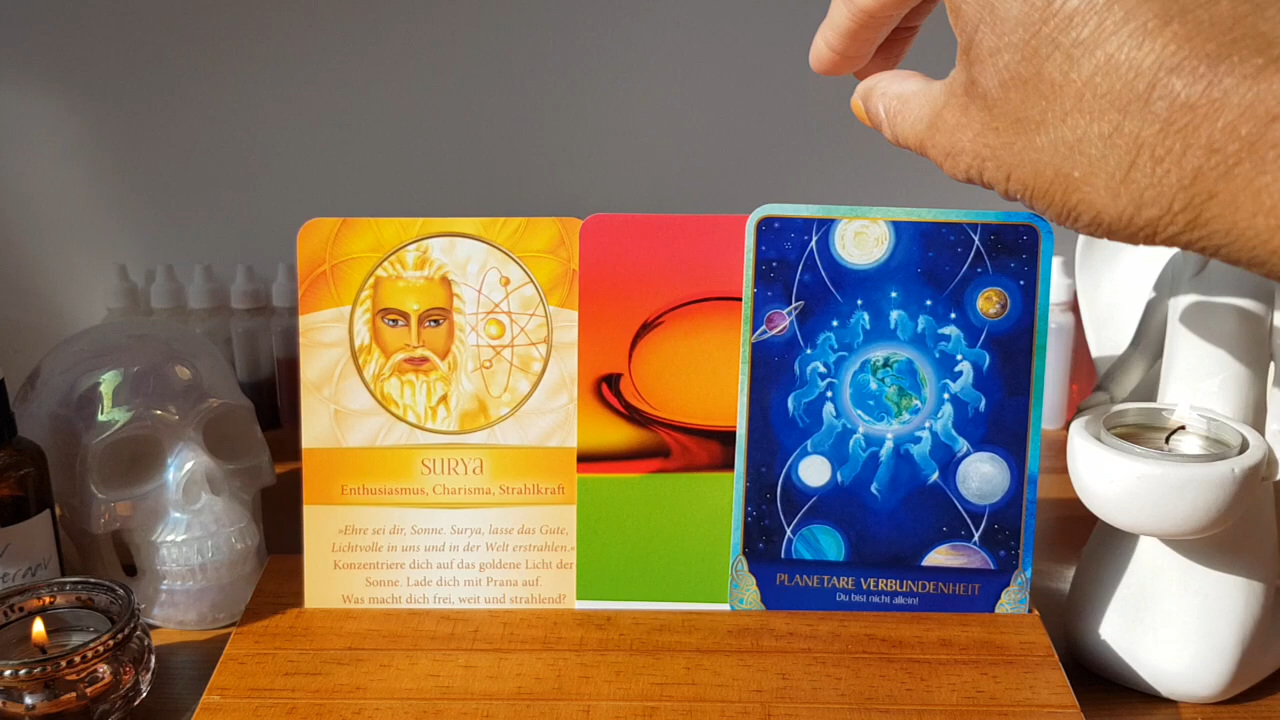 SURYA
Enthusiasmus, Charisma, Strahlkraft
»Ehre sei dir, Sonne. Surya, lasse das Gute,
Lichtvolle in uns und in der Welt erstrahlen.«
Konzentriere dich auf das goldene Licht der
Sonne. Lade dich mit Prana auf.
Was macht dich frei, weit und strahlend?
PLANETARE VERBUNDENHEIT
Du bist nicht allein!